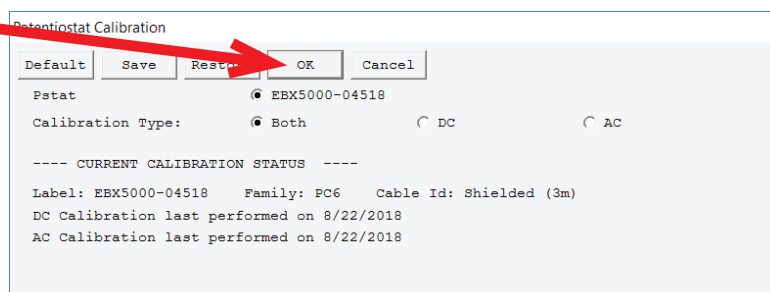 Potentiostat Calibration
Default Save OK Cancel
Pstat EBX5000-04518
Calibration Type: Both DC AC
---- CURRENT CALIBRATION STATUS ----
Label: EBX5000-04518 Family: PC6 Cable Id: Shielded (3m)
DC Calibration last performed on 8/22/2018
AC Calibration last performed on 8/22/2018